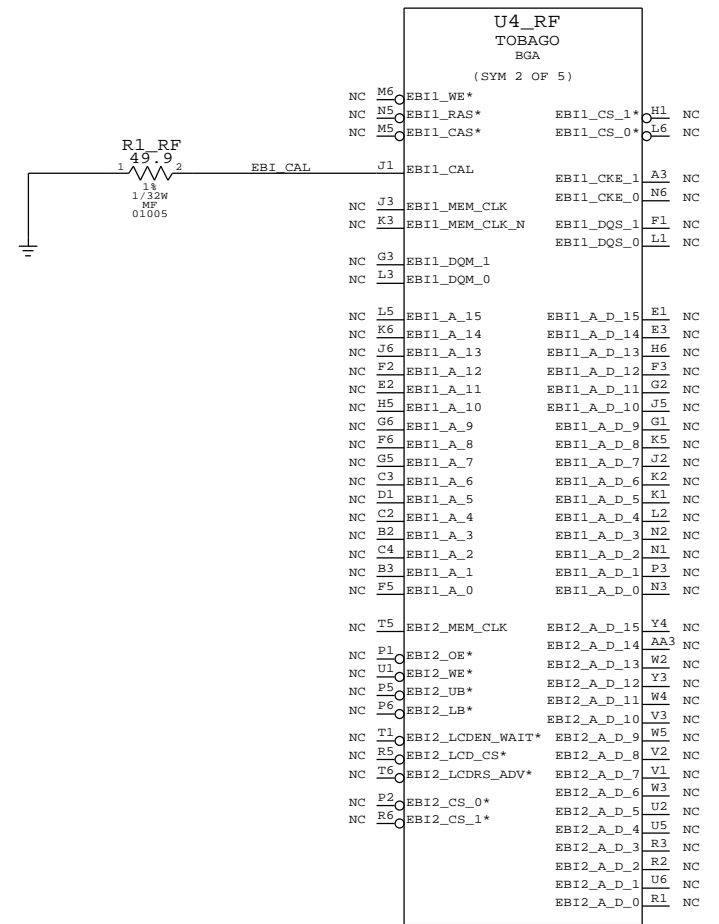 U4_RF
TOBAGO
BGA
(SYM 2 OF 5)
NC M6 EBI1_WE*
NC N5 EBI1_RAS* EBI1_CS_1* H1 NC
NC M5 EBI1_CAS* EBI1_CS_0* L6 NC
R1_RF
49.9
1 2 EBI_CAL J1 EBI1_CAL
1%
1/32W
MF
01005
EBI1_CKE_1 A3 NC
EBI1_CKE_0 N6 NC
NC J3 EBI1_MEM_CLK
NC K3 EBI1_MEM_CLK_N EBI1_DQS_1 F1 NC
EBI1_DQS_0 L1 NC
NC G3 EBI1_DQM_1
NC L3 EBI1_DQM_0
NC L5 EBI1_A_15 EBI1_A_D_15 E1 NC
NC K6 EBI1_A_14 EBI1_A_D_14 E3 NC
NC J6 EBI1_A_13 EBI1_A_D_13 H6 NC
NC F2 EBI1_A_12 EBI1_A_D_12 F3 NC
NC E2 EBI1_A_11 EBI1_A_D_11 G2 NC
NC H5 EBI1_A_10 EBI1_A_D_10 J5 NC
NC G6 EBI1_A_9 EBI1_A_D_9 G1 NC
NC F6 EBI1_A_8 EBI1_A_D_8 K5 NC
NC G5 EBI1_A_7 EBI1_A_D_7 J2 NC
NC C3 EBI1_A_6 EBI1_A_D_6 K2 NC
NC D1 EBI1_A_5 EBI1_A_D_5 K1 NC
NC C2 EBI1_A_4 EBI1_A_D_4 L2 NC
NC B2 EBI1_A_3 EBI1_A_D_3 N2 NC
NC C4 EBI1_A_2 EBI1_A_D_2 N1 NC
NC B3 EBI1_A_1 EBI1_A_D_1 P3 NC
NC F5 EBI1_A_0 EBI1_A_D_0 N3 NC
NC T5 EBI2_MEM_CLK EBI2_A_D_15 Y4 NC
EBI2_A_D_14 AA3 NC
NC P1 EBI2_OE* EBI2_A_D_13 W2 NC
NC U1 EBI2_WE* EBI2_A_D_12 Y3 NC
NC P5 EBI2_UB* EBI2_A_D_11 W4 NC
NC P6 EBI2_LB* EBI2_A_D_10 V3 NC
NC T1 EBI2_LCDEN_WAIT* EBI2_A_D_9 W5 NC
NC R5 EBI2_LCD_CS* EBI2_A_D_8 V2 NC
NC T6 EBI2_LCDRS_ADV* EBI2_A_D_7 V1 NC
EBI2_A_D_6 W3 NC
NC P2 EBI2_CS_0* EBI2_A_D_5 U2 NC
NC R6 EBI2_CS_1* EBI2_A_D_4 U5 NC
EBI2_A_D_3 R3 NC
EBI2_A_D_2 R2 NC
EBI2_A_D_1 U6 NC
EBI2_A_D_0 R1 NC